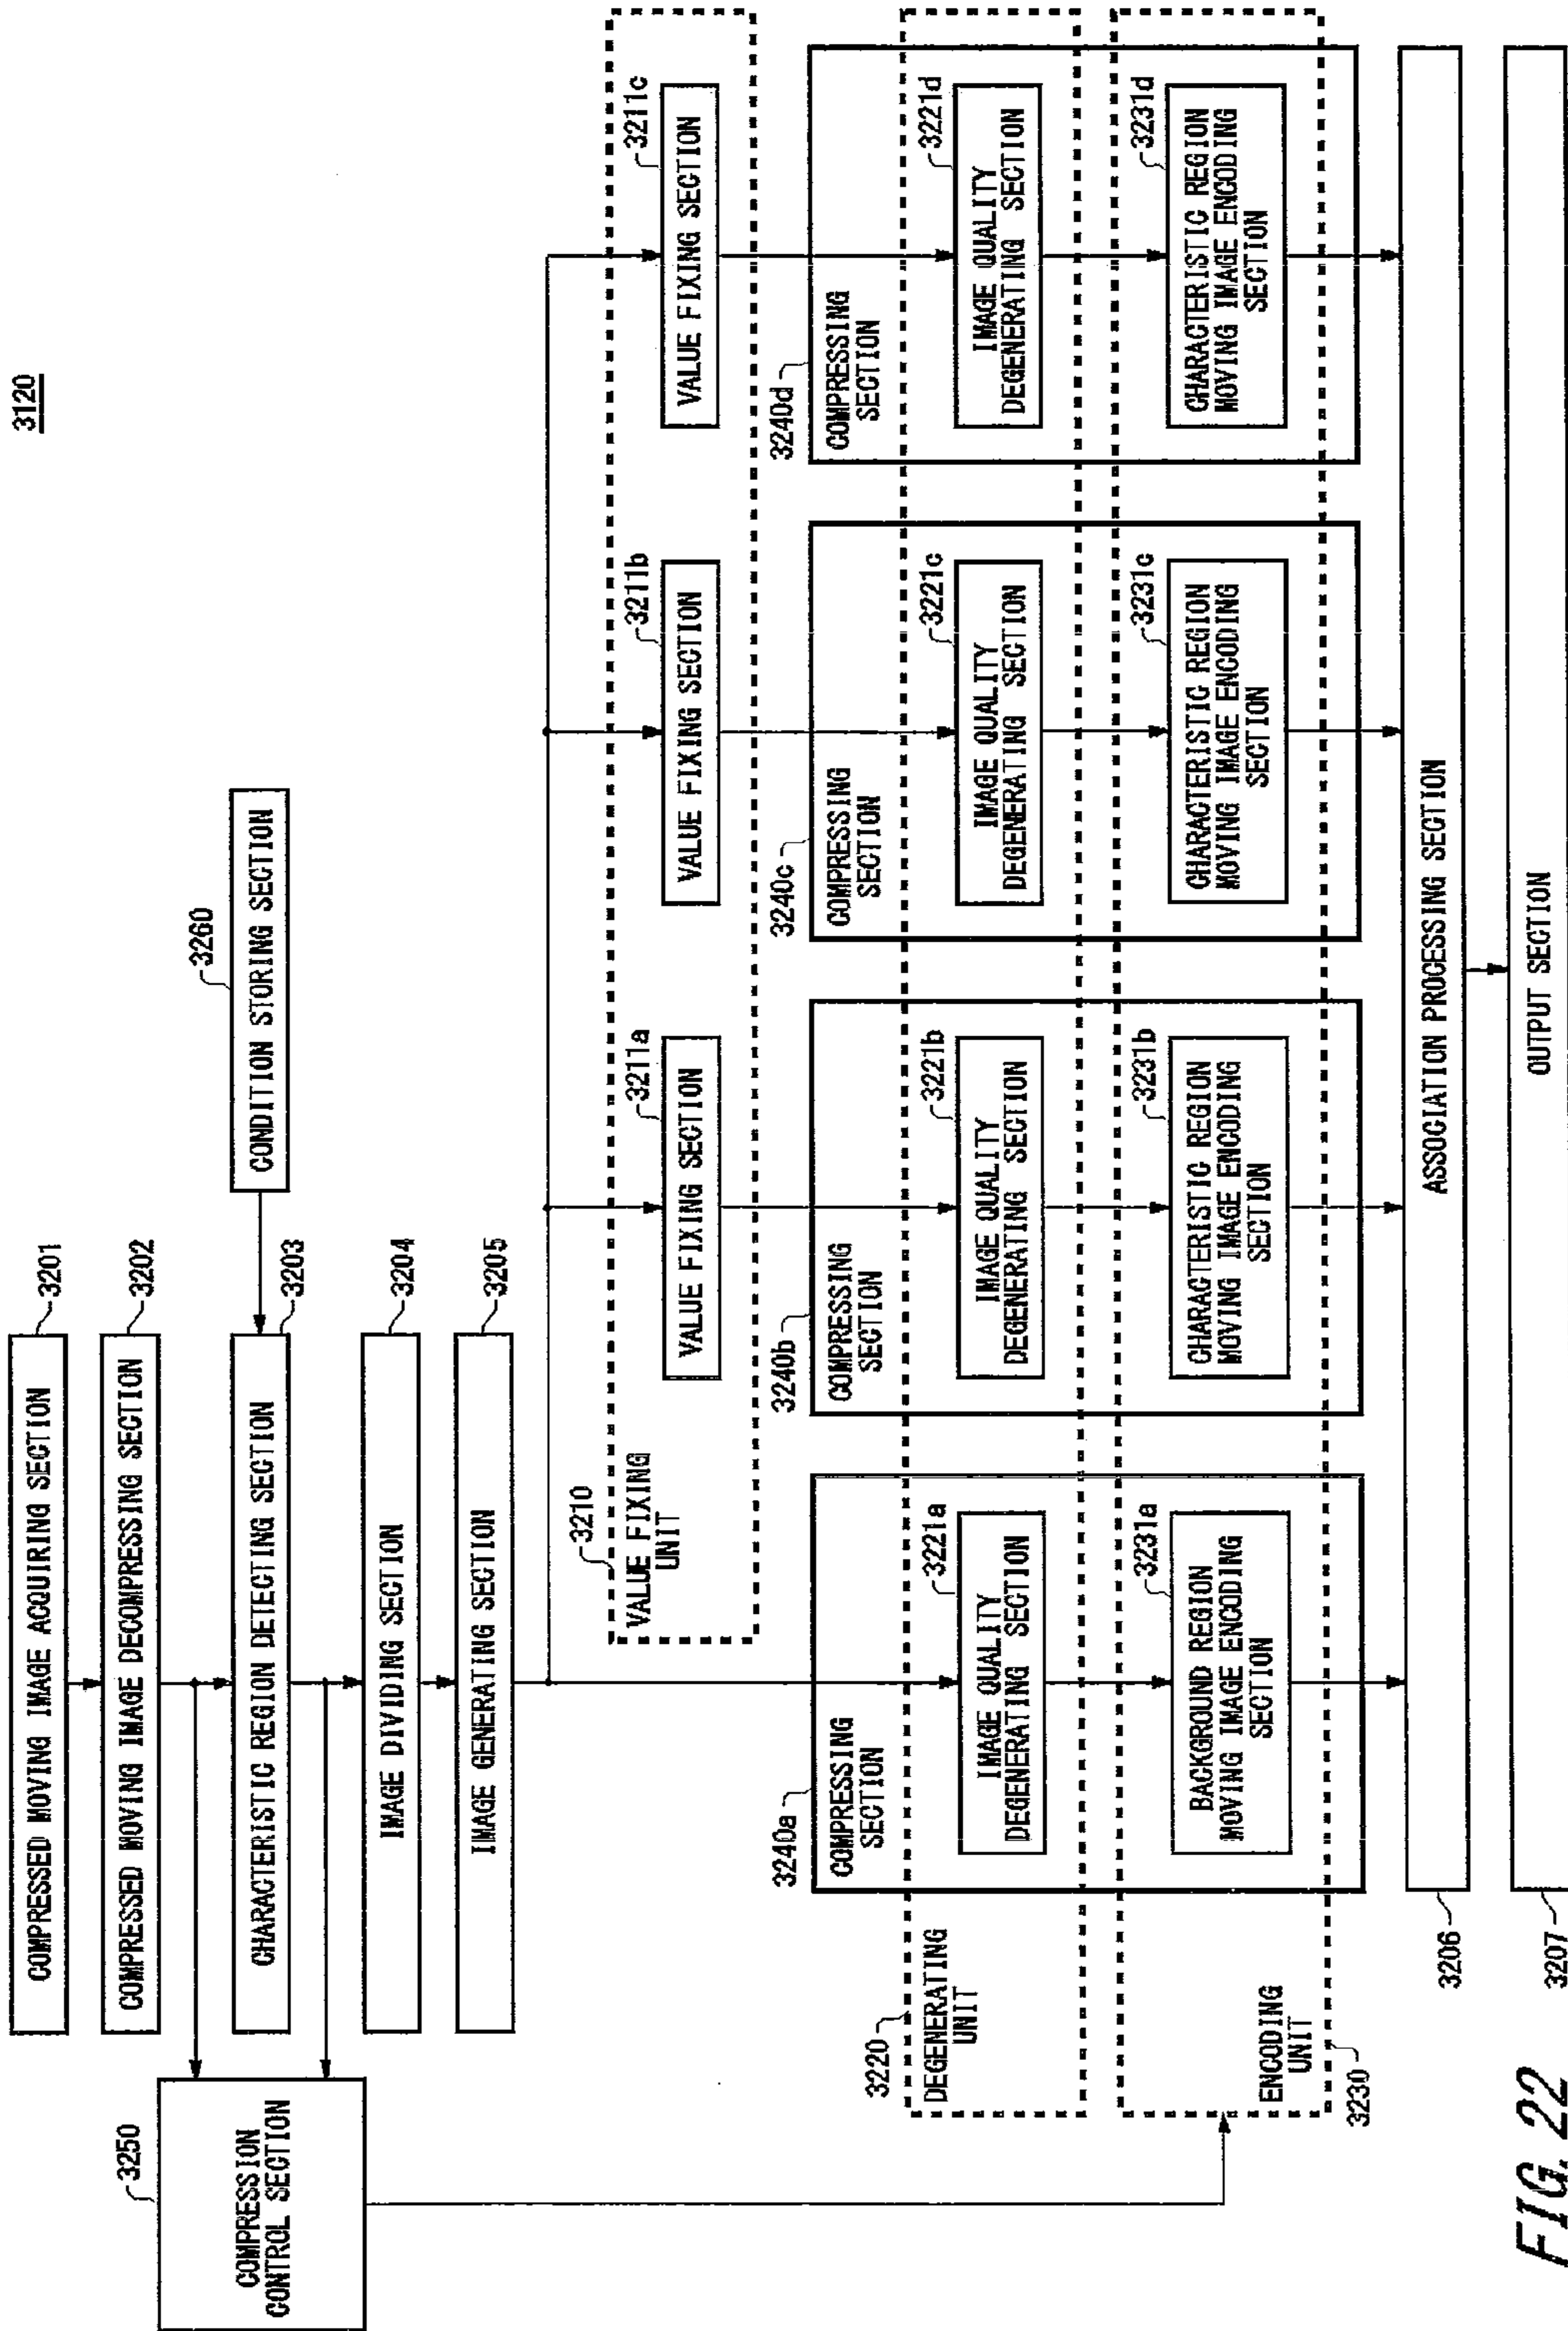 3120
COMPRESSED MOVING IMAGE ACQUIRING SECTION
3201
COMPRESSED MOVING IMAGE DECOMPRESSING SECTION
3202
3250
COMPRESSION
CONTROL SECTION
CHARACTERISTIC REGION DETECTING SECTION
3203
3260
CONDITION STORING SECTION
IMAGE DIVIDING SECTION
3204
IMAGE GENERATING SECTION
3205
3210
VALUE FIXING
UNIT
3211a
VALUE FIXING SECTION
3211b
VALUE FIXING SECTION
3211c
VALUE FIXING SECTION
3240a
COMPRESSING
SECTION
3240b
COMPRESSING
SECTION
3240c
COMPRESSING
SECTION
3240d
COMPRESSING
SECTION
3220
DEGENERATING
UNIT
3221a
IMAGE QUALITY
DEGENERATING SECTION
3221b
IMAGE QUALITY
DEGENERATING SECTION
3221c
IMAGE QUALITY
DEGENERATING SECTION
3221d
IMAGE QUALITY
DEGENERATING SECTION
ENCODING
UNIT
3230
3231a
BACKGROUND REGION
MOVING IMAGE ENCODING
SECTION
3231b
CHARACTERISTIC REGION
MOVING IMAGE ENCODING
SECTION
3231c
CHARACTERISTIC REGION
MOVING IMAGE ENCODING
SECTION
3231d
CHARACTERISTIC REGION
MOVING IMAGE ENCODING
SECTION
3206
ASSOCIATION PROCESSING SECTION
3207
OUTPUT SECTION
FIG. 22